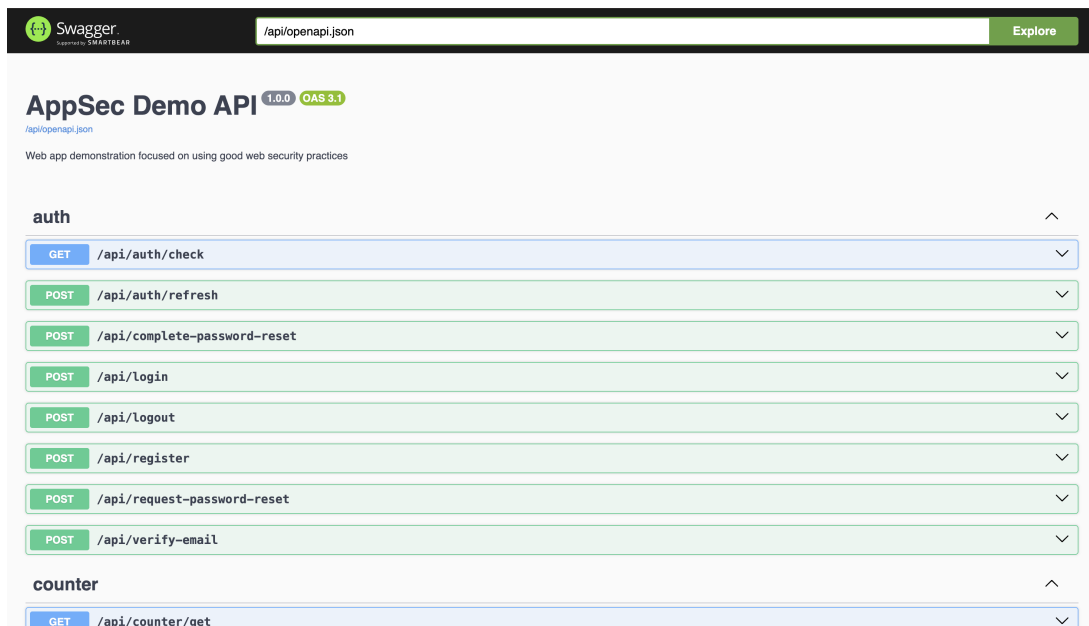 Swagger.
Supported by SMARTBEAR
/api/openapi.json
Explore
AppSec Demo API 1.0.0 OAS 3.1
/api/openapi.json
Web app demonstration focused on using good web security practices
auth
GET /api/auth/check
POST /api/auth/refresh
POST /api/complete-password-reset
POST /api/login
POST /api/logout
POST /api/register
POST /api/request-password-reset
POST /api/verify-email
counter
GET /api/counter/get